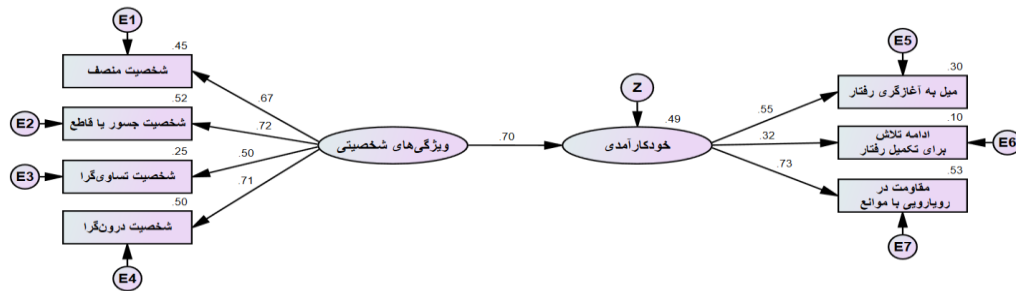 E1
.45
شخصیت منصف
E2
.52
شخصیت جسور یا قاطع
E3
.25
شخصیت تساوی‌گرا
.50
شخصیت درون‌گرا
E4
.67
.72
.50
.71
ویژگی‌های شخصیتی
.70
Z
.49
خودکارآمدی
.55
.32
.73
E5
.30
میل به آغازگری رفتار
.10
ادامه تلاش
برای تکمیل رفتار
E6
.53
مقاومت در
رویارویی با موانع
E7